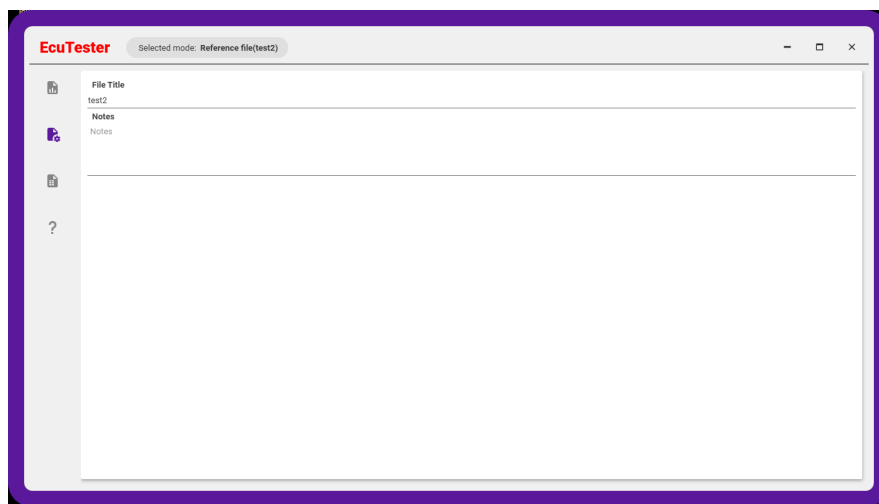 EcuTester
Selected mode: Reference file(test2)
File Title
test2
Notes
Notes
?